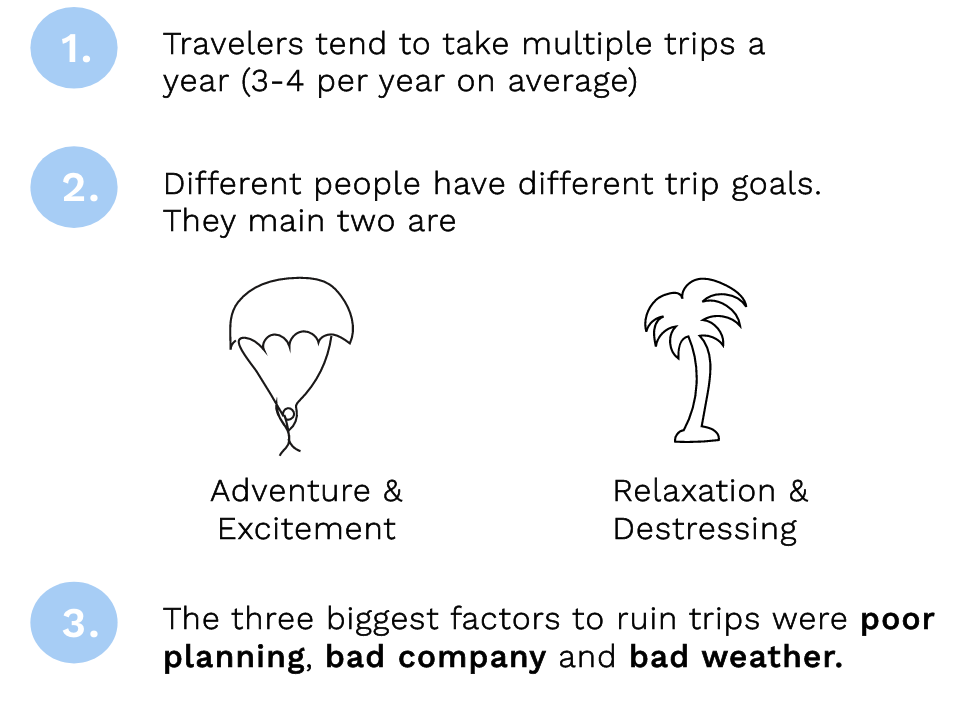 1.
Travelers tend to take multiple trips a
year (3-4 per year on average)
2.
Different people have different trip goals.
They main two are
Adventure &
Excitement
Relaxation &
Destressing
3.
The three biggest factors to ruin trips were poor
planning, bad company and bad weather.